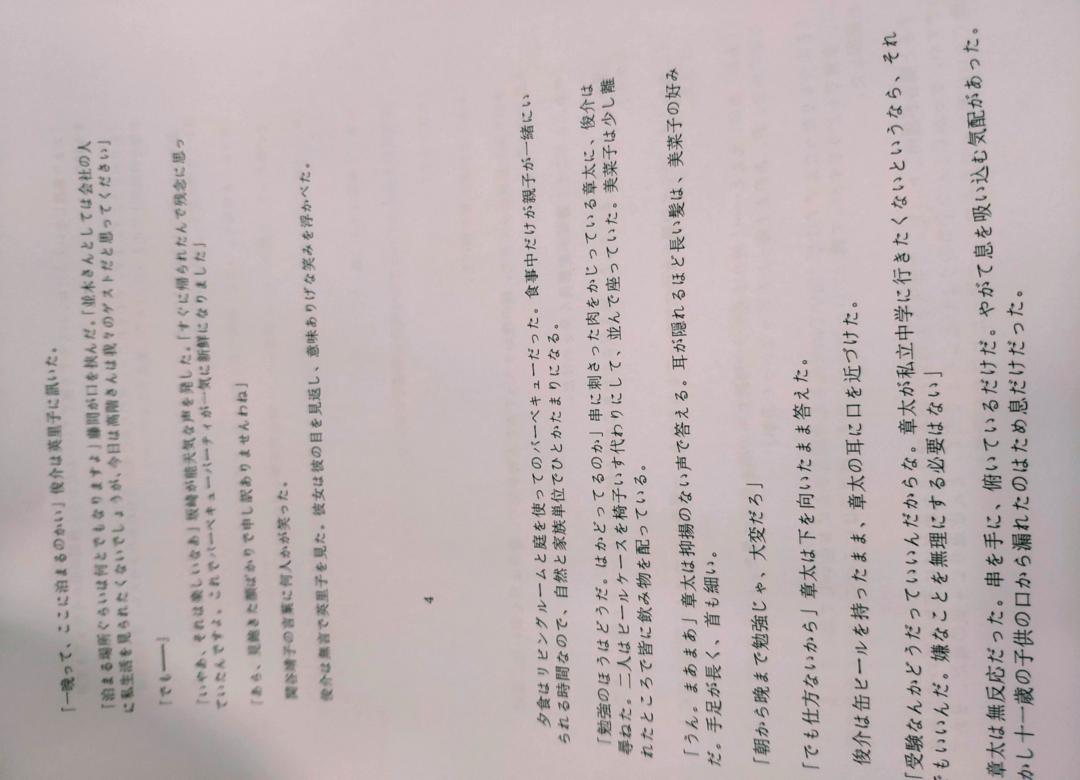 「一晩って、ここに泊まるのかい」俊介は英里子に訊いた。
「泊まる場所ぐらいは何とでもなりますよ」藤間が口を挟んだ。「並木さんとしては会社の人
に私生活を見られたくないでしょうが、今日は高階さんは我々のゲストだと思ってください」
「でも――」
「いやあ、それは楽しいなあ」坂崎が能天気な声を発した。「すぐに帰られたんで残念に思っ
ていたんですよ。これでバーベキューパーティが一気に新鮮になりました」
「あら、見飽きた顔ばかりで申し訳ありませんわね」
関谷靖子の言葉に何人かが笑った。
俊介は無言で英里子を見た。彼女は彼の目を見返し、意味ありげな笑みを浮かべた。
4
夕食はリビングルームと庭を使ってのバーベキューだった。食事中だけが親子が一緒にい
られる時間なので、自然と家族単位でひとかたまりになる。
「勉強のほうはどうだ。はかどってるのか」串に刺さった肉をかじっている章太に、俊介は
尋ねた。二人はビールケースを椅子いす代わりにして、並んで座っていた。美菜子は少し離
れたところで皆に飲み物を配っている。
「うん。まあまあ」章太は抑揚のない声で答える。耳が隠れるほど長い髪は、美菜子の好み
だ。手足が長く、首も細い。
「朝から晩まで勉強じゃ、大変だろ」
「でも仕方ないから」章太は下を向いたまま答えた。
俊介は缶ビールを持ったまま、章太の耳に口を近づけた。
「受験なんかどうだっていいんだからな。章太が私立中学に行きたくないというなら、それ
もいいんだ。嫌なことを無理にする必要はない」
章太は無反応だった。串を手に、俯いているだけだ。やがて息を吸い込む気配があった。
かし十一歳の子供の口から漏れたのはため息だけだった。